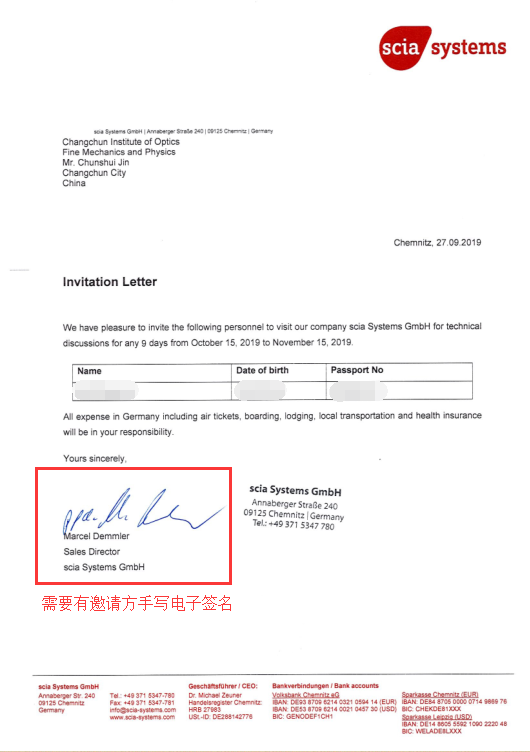 scia systems
scia Systems GmbH | Annaberger Straße 240 | 09125 Chemnitz | Germany
Changchun Institute of Optics
Fine Mechanics and Physics
Mr. Chunshui Jin
Changchun City
China
Chemnitz, 27.09.2019
Invitation Letter
We have pleasure to invite the following personnel to visit our company scia Systems GmbH for technical
discussions for any 9 days from October 15, 2019 to November 15, 2019.
Name Date of birth Passport No
All expense in Germany including air tickets, boarding, lodging, local transportation and health insurance
will be in your responsibility.
Yours sincerely,
Marcel Demmler
Sales Director
scia Systems GmbH
scia Systems GmbH
Annaberger Straße 240
09125 Chemnitz | Germany
Tel.: +49 371 5347 780
需要有邀请方手写电子签名
scia Systems GmbH
Annaberger Str. 240
09125 Chemnitz
Germany
Tel.: +49 371 5347-780
Fax: +49 371 5347-781
info@scia-systems.com
www.scia-systems.com
Geschäftsführer / CEO:
Dr. Michael Zeuner
Handelsregister Chemnitz:
HRB 27983
USt.-ID: DE268142776
Bankverbindungen / Bank accounts
Volksbank Chemnitz GmbH
IBAN: DE93 8709 6214 0321 0594 14 (EUR)
IBAN: DE53 8709 6214 0021 0457 30 (USD)
BIC: GENODEF1CH1
Sparkasse Chemnitz (EUR)
IBAN: DE84 8705 0000 0714 9869 76
BIC: CHEKDE81XXX
Sparkasse Leipzig (USD)
IBAN: DE14 8605 5592 1090 2220 48
BIC: WELADE8LXXX